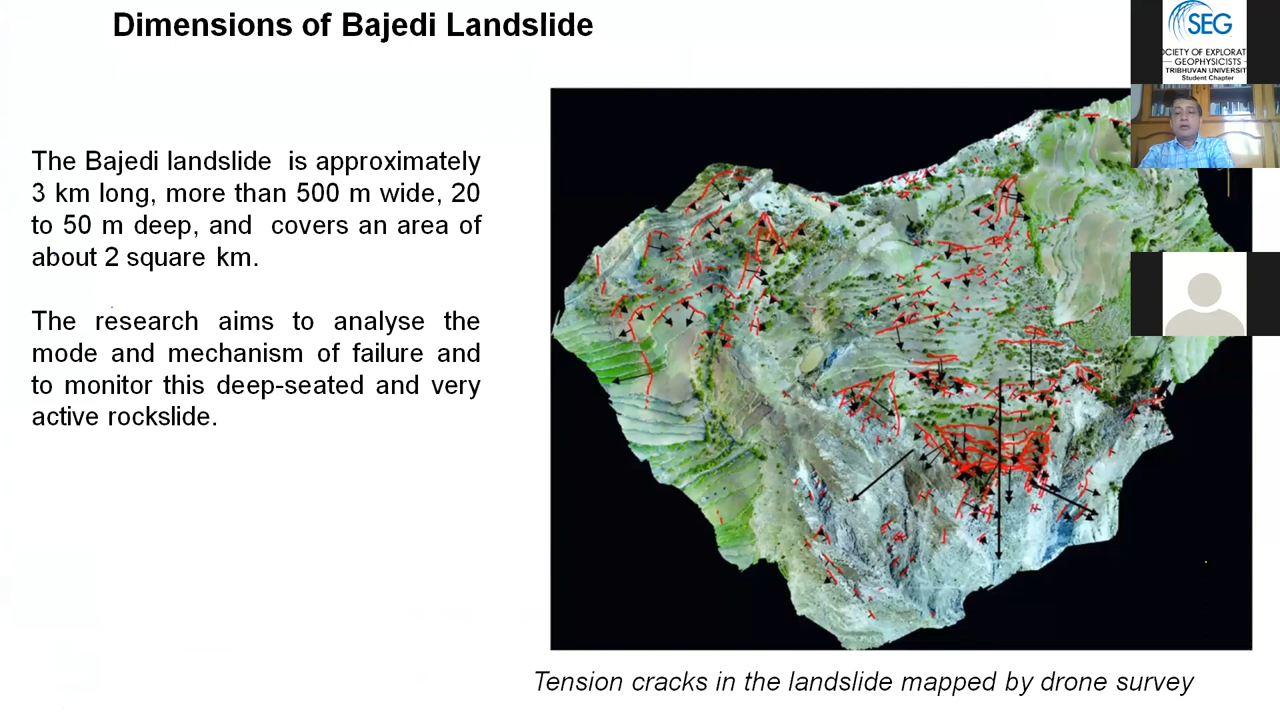 Dimensions of Bajedi Landslide
SEG
OCIETY OF EXPLORAT
GEOPHYSICISTS
TRIBHUVAN UNIVERSIT
Student Chapter
The Bajedi landslide is approximately
3 km long, more than 500 m wide, 20
to 50 m deep, and covers an area of
about 2 square km.
The research aims to analyse the
mode and mechanism of failure and
to monitor this deep-seated and very
active rockslide.
Tension cracks in the landslide mapped by drone survey